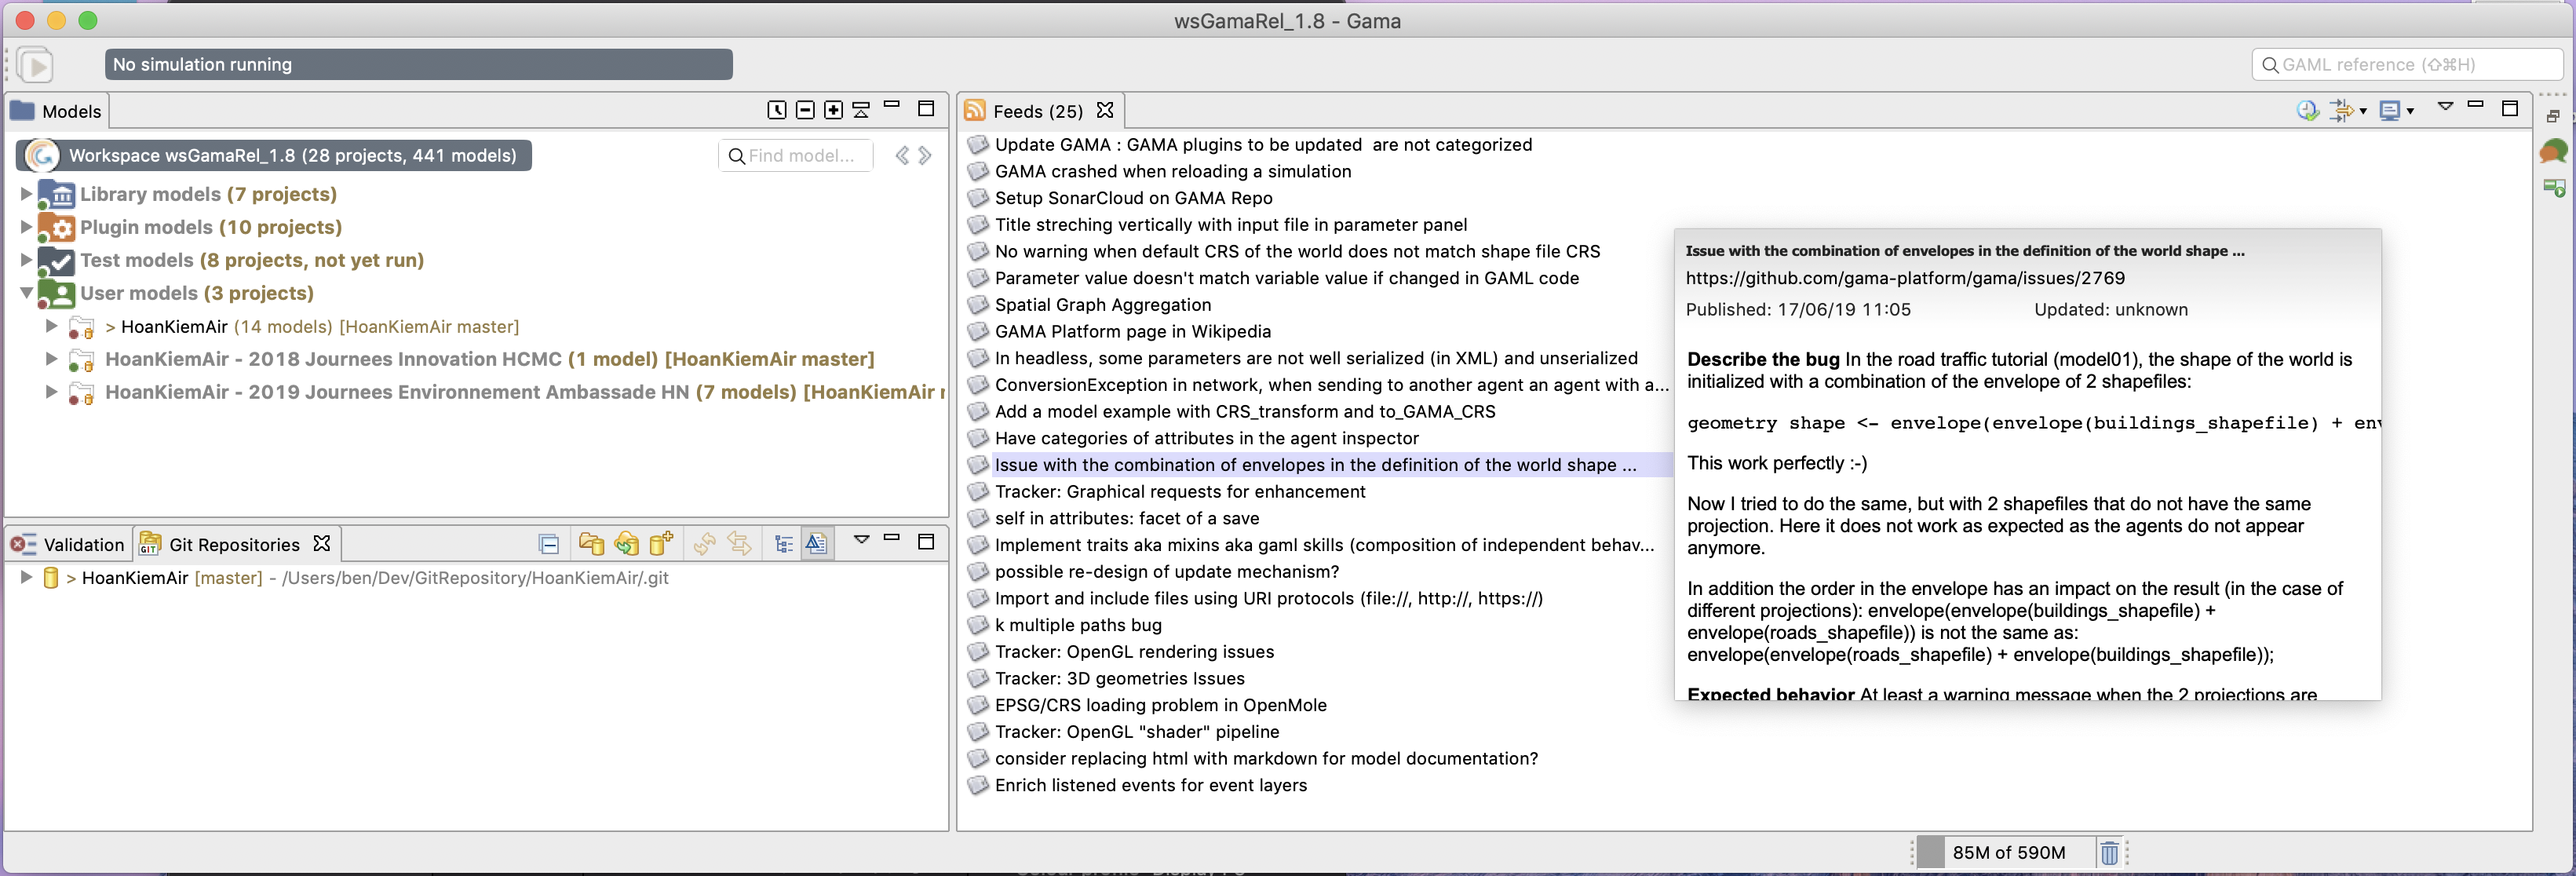 wsGamaRel_1.8 - Gama
No simulation running
GAML reference (⇧⌘H)
Models
Workspace wsGamaRel_1.8 (28 projects, 441 models)
Find model...
Library models (7 projects)
Plugin models (10 projects)
Test models (8 projects, not yet run)
User models (3 projects)
> HoanKiemAir (14 models) [HoanKiemAir master]
HoanKiemAir - 2018 Journees Innovation HCMC (1 model) [HoanKiemAir master]
HoanKiemAir - 2019 Journees Environnement Ambassade HN (7 models) [HoanKiemAir
Validation
Git Repositories
> HoanKiemAir [master] - /Users/ben/Dev/GitRepository/HoanKiemAir/.git
Feeds (25)
Update GAMA : GAMA plugins to be updated  are not categorized
GAMA crashed when reloading a simulation
Setup SonarCloud on GAMA Repo
Title streching vertically with input file in parameter panel
No warning when default CRS of the world does not match shape file CRS
Parameter value doesn't match variable value if changed in GAML code
Spatial Graph Aggregation
GAMA Platform page in Wikipedia
In headless, some parameters are not well serialized (in XML) and unserialized
ConversionException in network, when sending to another agent an agent with a...
Add a model example with CRS_transform and to_GAMA_CRS
Have categories of attributes in the agent inspector
Issue with the combination of envelopes in the definition of the world shape ...
Tracker: Graphical requests for enhancement
self in attributes: facet of a save
Implement traits aka mixins aka gaml skills (composition of independent behav...
possible re-design of update mechanism?
Import and include files using URI protocols (file://, http://, https://)
k multiple paths bug
Tracker: OpenGL rendering issues
Tracker: 3D geometries Issues
EPSG/CRS loading problem in OpenMole
Tracker: OpenGL "shader" pipeline
consider replacing html with markdown for model documentation?
Enrich listened events for event layers
Issue with the combination of envelopes in the definition of the world shape ...
https://github.com/gama-platform/gama/issues/2769
Published: 17/06/19 11:05 Updated: unknown
Describe the bug In the road traffic tutorial (model01), the shape of the world is
initialized with a combination of the envelope of 2 shapefiles:
geometry shape <- envelope(envelope(buildings_shapefile) + env
This work perfectly :-)
Now I tried to do the same, but with 2 shapefiles that do not have the same
projection. Here it does not work as expected as the agents do not appear
anymore.
In addition the order in the envelope has an impact on the result (in the case of
different projections): envelope(envelope(buildings_shapefile) +
envelope(roads_shapefile)) is not the same as:
envelope(envelope(roads_shapefile) + envelope(buildings_shapefile));
Expected behavior At least a warning message when the 2 projections are
85M of 590M